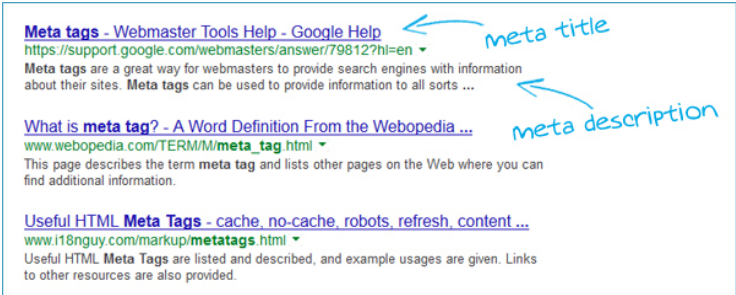 Meta tags - Webmaster Tools Help - Google Help
meta title
https://support.google.com/webmasters/answer/79812?hl=en
Meta tags are a great way for webmasters to provide search engines with information
about their sites. Meta tags can be used to provide information to all sorts ...
meta description
What is meta tag? - A Word Definition From the Webopedia ...
www.webopedia.com/TERM/M/meta_tag.html
This page describes the term meta tag and lists other pages on the Web where you can
find additional information.
Useful HTML Meta Tags - cache, no-cache, robots, refresh, content ...
www.i18nguy.com/markup/metatags.html
Useful HTML Meta Tags are listed and described, and example usages are given. Links
to other resources are also provided.